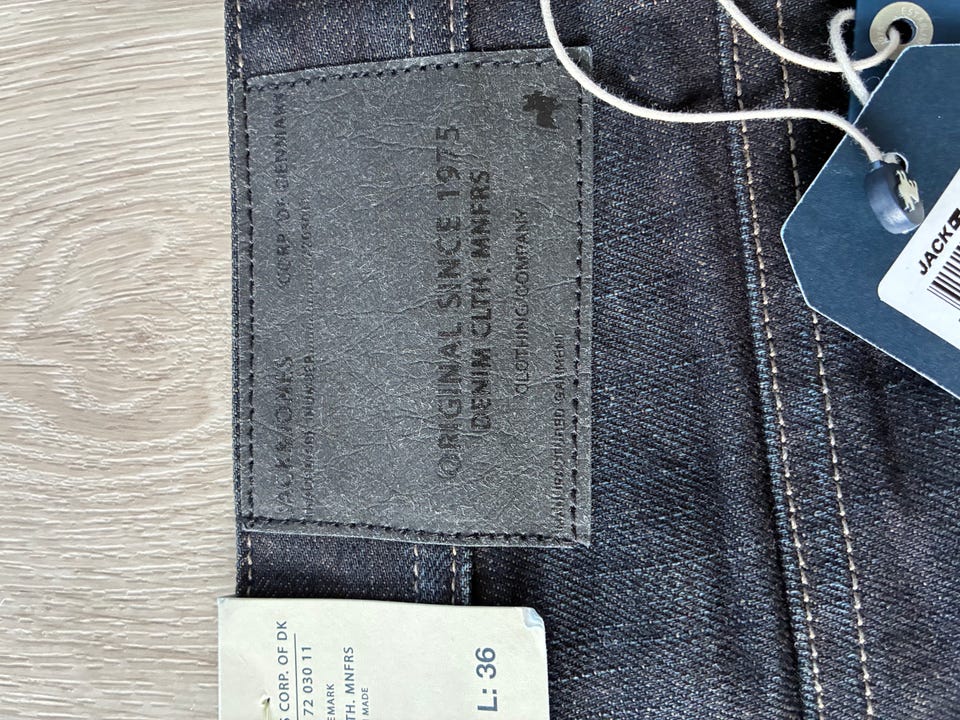 JACK & JONES CORP OF DENMARK
ORIGINAL SINCE 1975
DENIM CLTH. MNFRS
CLOTHING COMPANY
S CORP. OF DK
72 030 11
EMARK
TH. MNFRS
MADE
L: 36
JACK